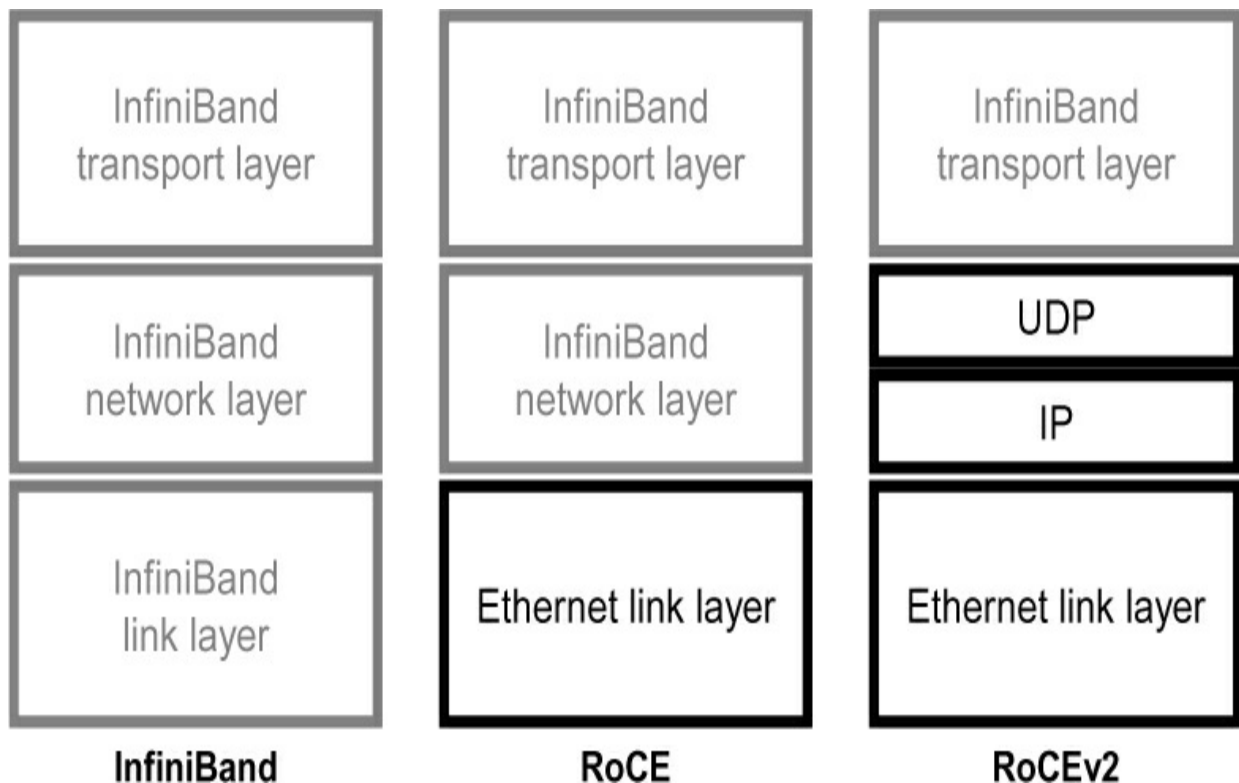 InfiniBand
transport layer
InfiniBand
network layer
InfiniBand
link layer
InfiniBand
InfiniBand
transport layer
InfiniBand
network layer
Ethernet link layer
RoCE
InfiniBand
transport layer
UDP
IP
Ethernet link layer
RoCEv2